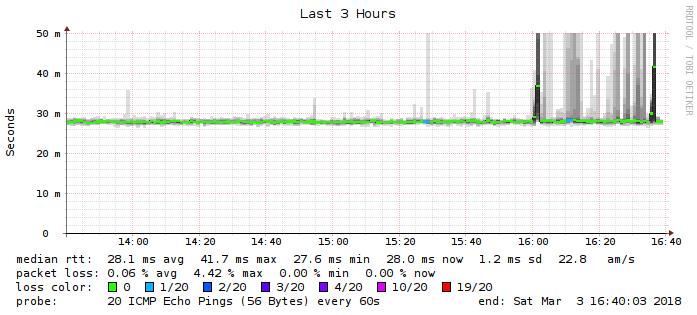 Last 3 Hours
RRDTOOL / TOBI OETIKER
Seconds
50 m
40 m
30 m
20 m
10 m
0
14:00 14:20 14:40 15:00 15:20 15:40 16:00 16:20 16:40
median rtt: 28.1 ms avg 41.7 ms max 27.6 ms min 28.0 ms now 1.2 ms sd 22.8 am/s
packet loss: 0.06 % avg 4.42 % max 0.00 % min 0.00 % now
loss color: 0 1/20 2/20 3/20 4/20 10/20 19/20
probe: 20 ICMP Echo Pings (56 Bytes) every 60s end: Sat Mar 3 16:40:03 2018